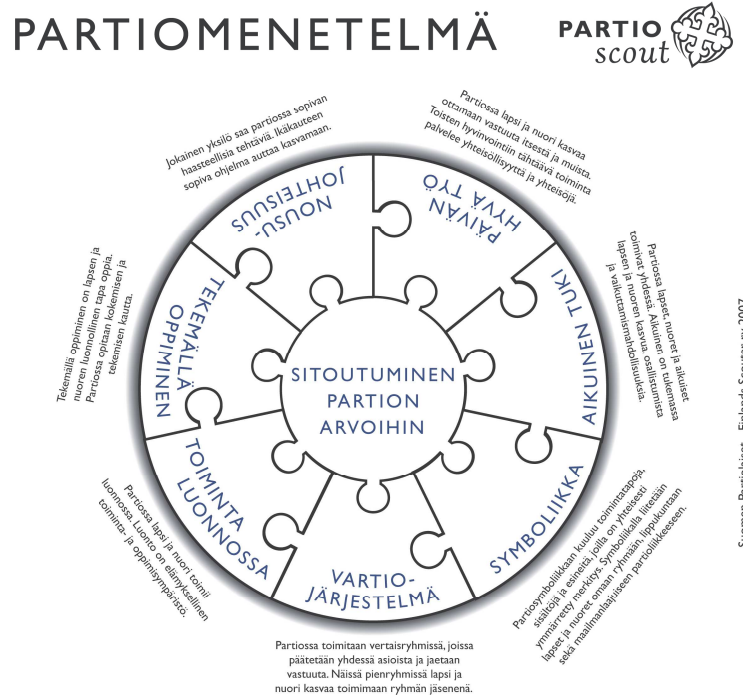 PARTIOMENETELMÄ
PARTIO
scout
Jokainen yksilö saa partiossa sopivan
haasteellisia tehtäviä. Ikäkauteen
sopiva ohjelma auttaa kasvamaan.
Partiossa lapsi ja nuori kasvaa
ottamaan vastuuta itsestä ja muista.
Toisten hyvinvointiin tähtäävä toiminta
palvelee yhteisöllisyyttä ja yhteisöjä.
NOUSU-
JOHTEISUUS
PÄIVÄN
HYVÄ TYÖ
Tekemällä oppiminen on lapsen ja
nuoren luonnollinen tapa oppia.
Partiossa opitaan kokemisen ja
tekemisen kautta.
TEKEMÄLLÄ
OPPIMINEN
AIKUINEN TUKI
Partiossa lapset, nuoret ja aikuiset
toimivat yhdessä. Aikuinen on tukemassa
lapsen ja nuoren kasvua osallistumista
ja vaikuttamismahdollisuuksia.
SITOUTUMINEN
PARTION
ARVOIHIN
TOIMINTA
LUONNOSSA
Partiossa lapsi ja nuori toimii
luonnossa. Luonto on elämyksellinen
toiminta- ja oppimisympäristö.
SYMBOLIIKKA
Partiosymboliikkaan kuuluu toimintatapoja,
sisältöjä ja esineitä, joilla on yhteisesti
ymmärretty merkitys. Symboliikalla liitetään
lapset ja nuoret omaan ryhmään, lippukuntaan
sekä maailmanlaajuiseen partioliikkeeseen.
VARTIO-
JÄRJESTELMÄ
Partiossa toimitaan vertaisryhmissä, joissa
päätetään yhdessä asioista ja jaetaan
vastuuta. Näissä pienryhmissä lapsi ja
nuori kasvaa toimimaan ryhmän jäsenenä.